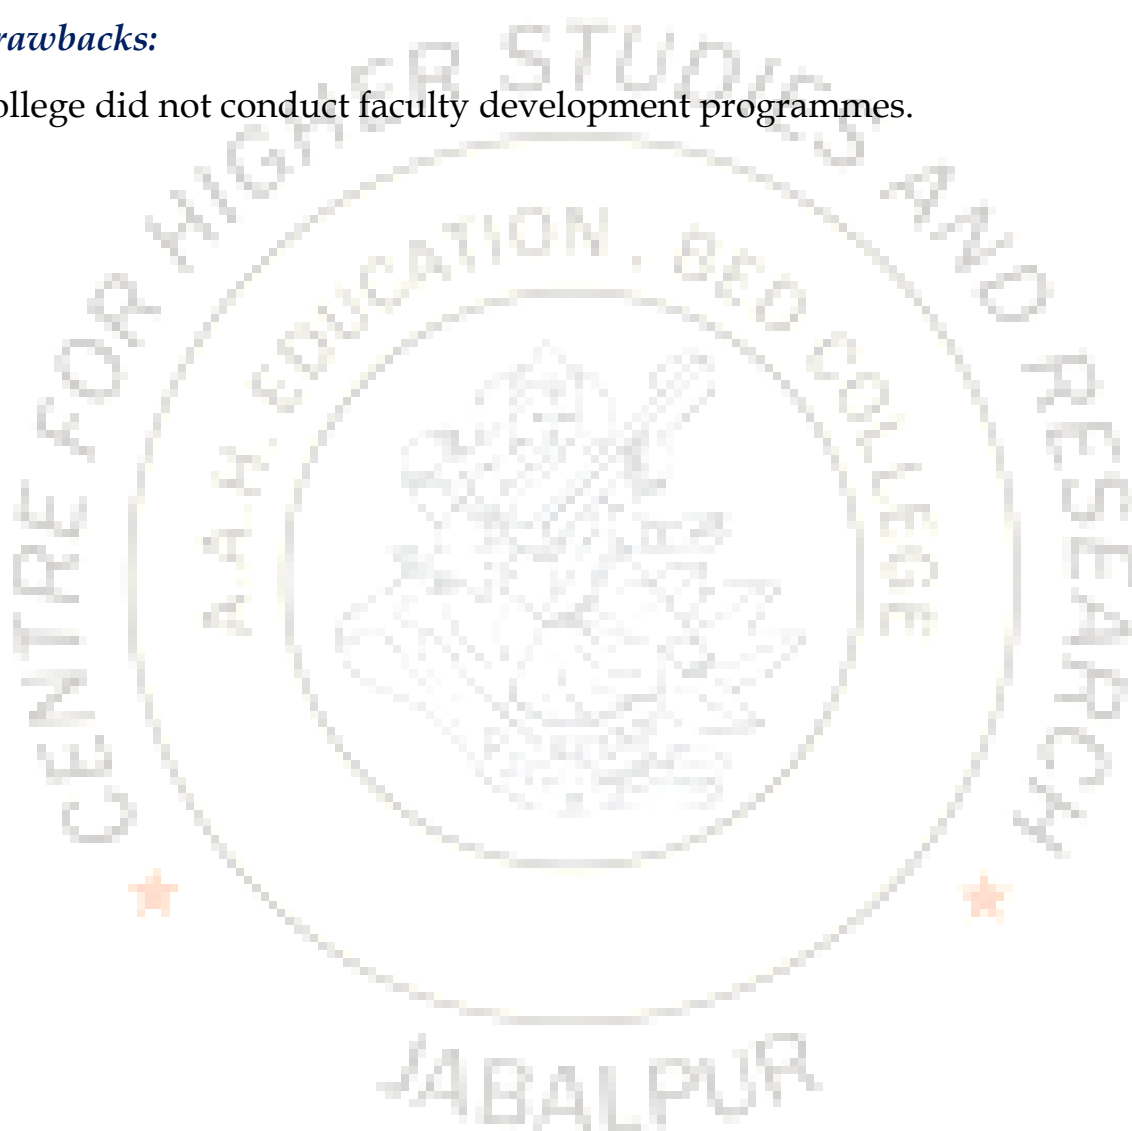 rawbacks:
ollege did not conduct faculty development programmes.
CENTRE FOR HIGHER STUDIES AND RESEARCH
A.A.H. EDUCATION, BED COLLEGE
JABALPUR